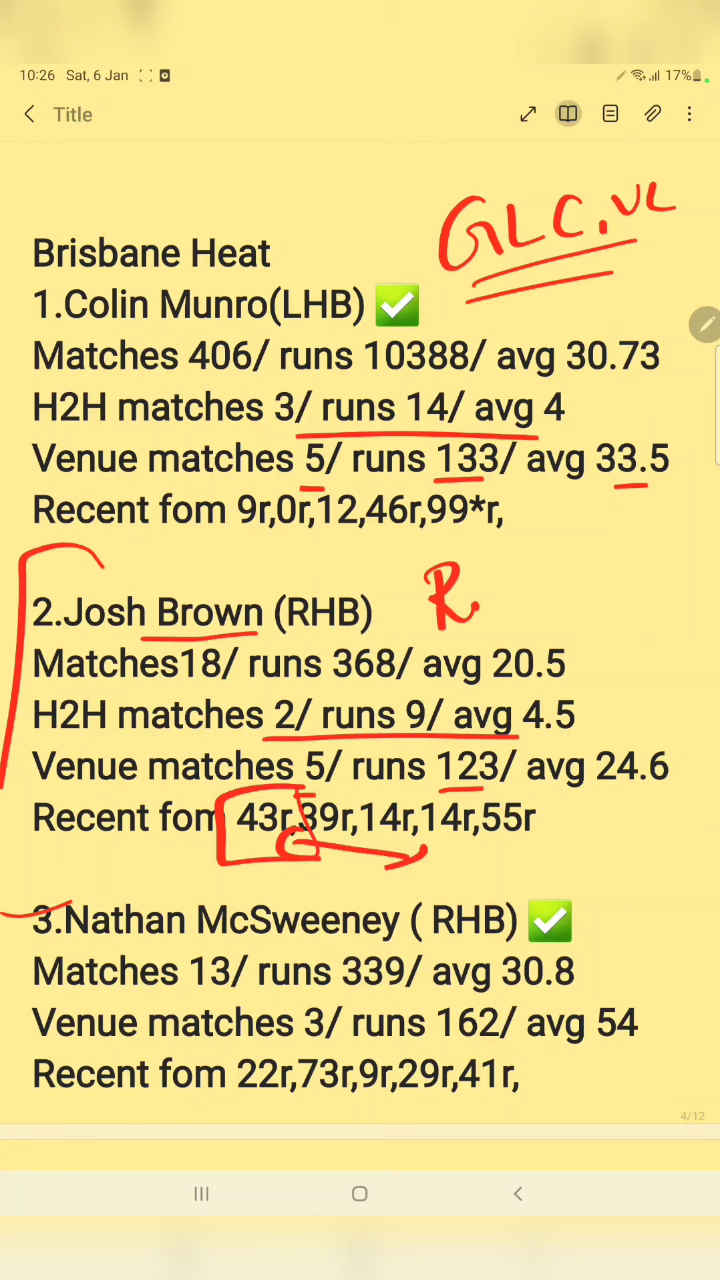 10:26 Sat, 6 Jan
17%
Title
GLC.VC
Brisbane Heat
1.Colin Munro(LHB) ✅
Matches 406/ runs 10388/ avg 30.73
H2H matches 3/ runs 14/ avg 4
Venue matches 5/ runs 133/ avg 33.5
Recent fom 9r,0r,12,46r,99*r,
2.Josh Brown (RHB) R
Matches18/ runs 368/ avg 20.5
H2H matches 2/ runs 9/ avg 4.5
Venue matches 5/ runs 123/ avg 24.6
Recent fom 43r,39r,14r,14r,55r
3.Nathan McSweeney ( RHB) ✅
Matches 13/ runs 339/ avg 30.8
Venue matches 3/ runs 162/ avg 54
Recent fom 22r,73r,9r,29r,41r,
4/12